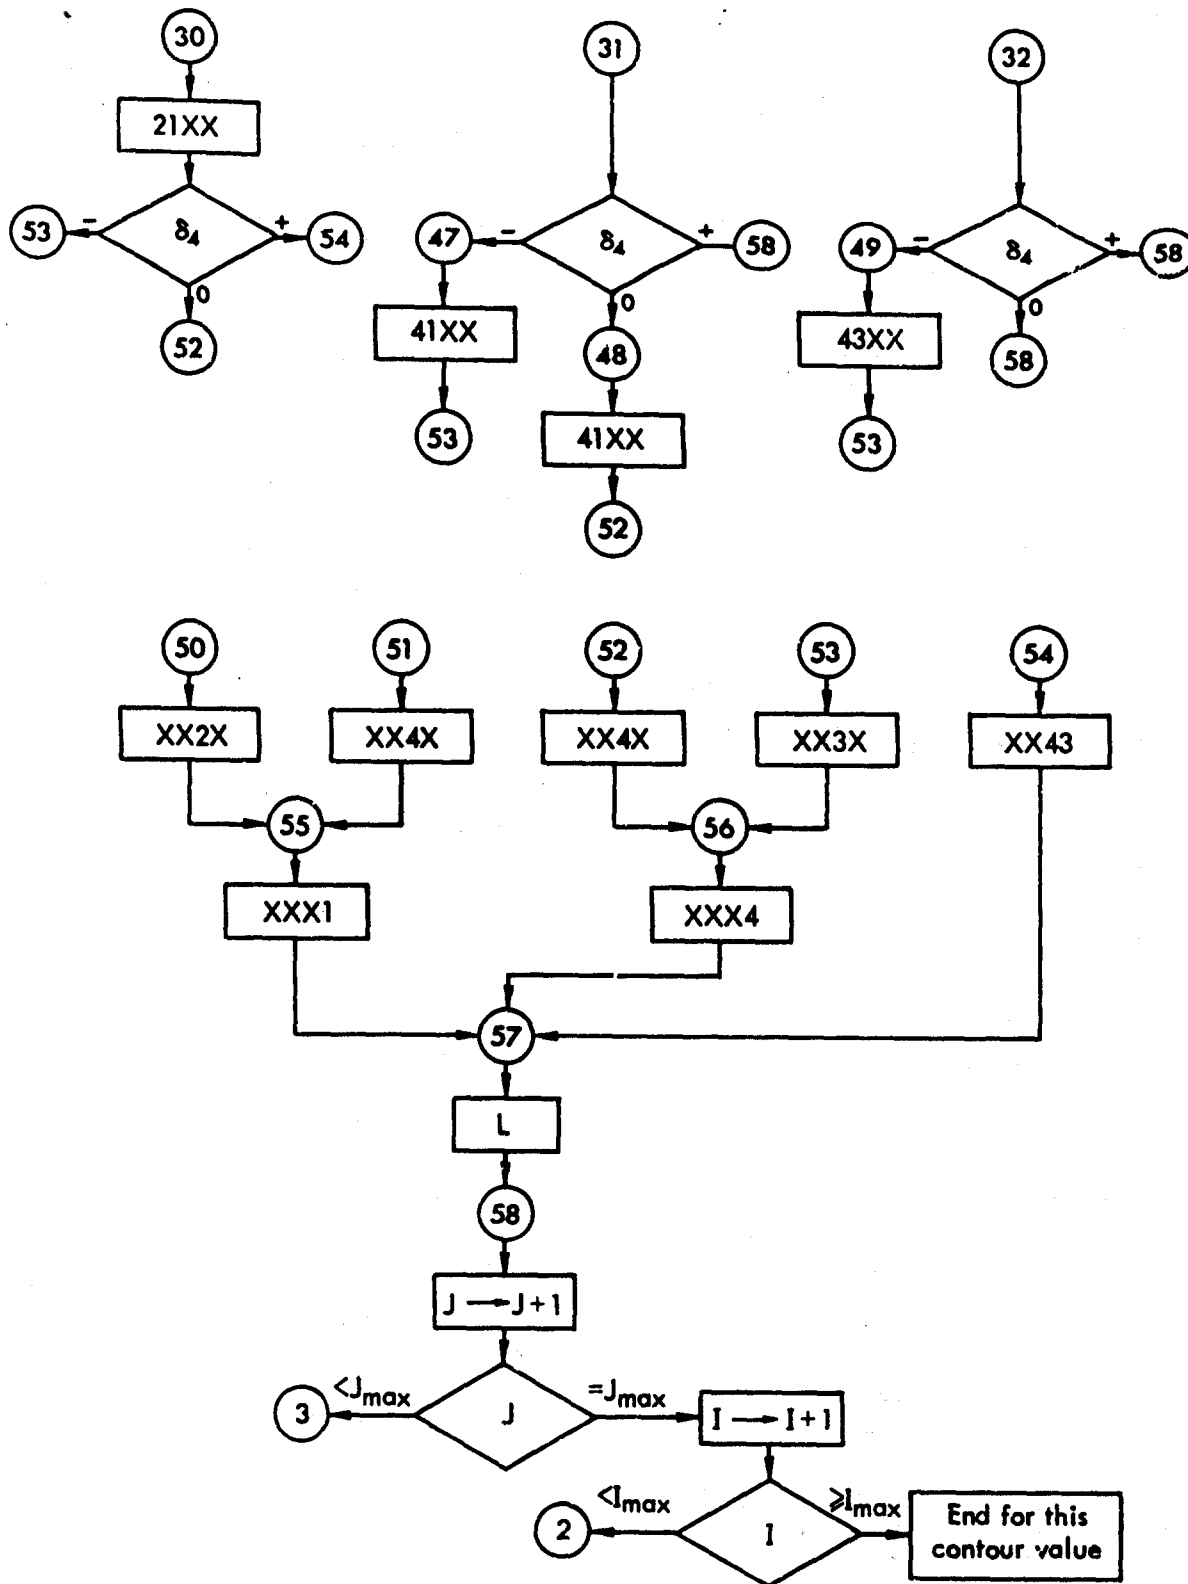 30
31
32
21XX
53
−
δ4
+
54
0
52
47
−
δ4
+
58
0
41XX
48
53
41XX
52
49
−
δ4
+
58
0
43XX
58
53
50
51
52
53
54
XX2X
XX4X
XX4X
XX3X
XX43
55
56
XXX1
XXX4
57
L
58
J → J+1
3
<Jmax
J
=Jmax
I → I+1
2
<Imax
I
≥Imax
End for this
contour value